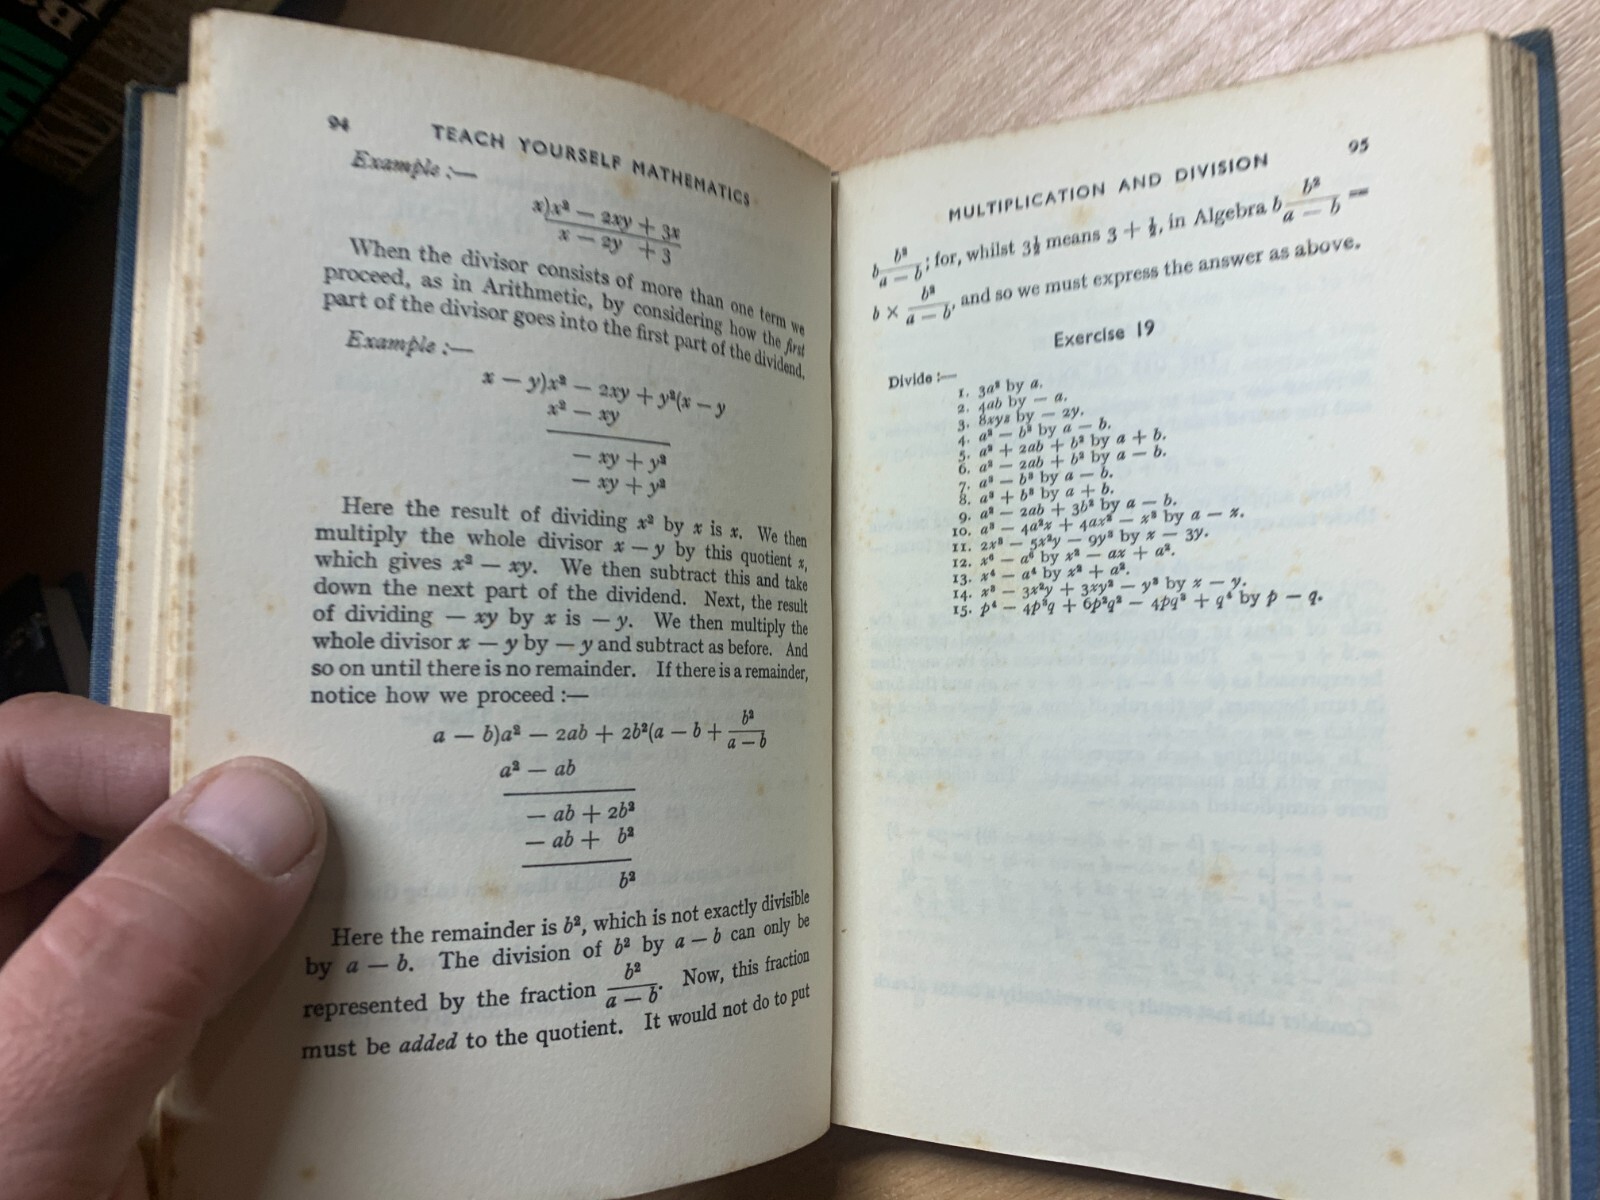 94 TEACH YOURSELF MATHEMATICS
Example :—
x)x² — 2xy + 3x
x — 2y + 3
When the divisor consists of more than one term we
proceed, as in Arithmetic, by considering how the first
part of the divisor goes into the first part of the dividend.
Example :—
x — y)x² — 2xy + y²(x — y
x² — xy
— xy + y²
— xy + y²
Here the result of dividing x² by x is x. We then
multiply the whole divisor x — y by this quotient x,
which gives x² — xy. We then subtract this and take
down the next part of the dividend. Next, the result
of dividing — xy by x is — y. We then multiply the
whole divisor x — y by — y and subtract as before. And
so on until there is no remainder. If there is a remainder,
notice how we proceed :—
a — b)a² — 2ab + 2b²(a — b + b²/(a — b)
a² — ab
— ab + 2b²
— ab + b²
b²
Here the remainder is b², which is not exactly divisible
by a — b. The division of b² by a — b can only be
represented by the fraction b²/(a — b). Now, this fraction
must be added to the quotient. It would not do to put
MULTIPLICATION AND DIVISION 95
b b²/(a — b); for, whilst 3½ means 3 + ½, in Algebra b b²/(a — b) =
b × b²/(a — b), and so we must express the answer as above.
Exercise 19
Divide :—
1. 3a² by a.
2. 4ab by — a.
3. 8xyz by — 2y.
4. a² — b² by a — b.
5. a² + 2ab + b² by a + b.
6. a² — 2ab + b² by a — b.
7. a³ — b³ by a — b.
8. a³ + b³ by a + b.
9. a² — 2ab + 3b² by a — b.
10. a³ — 4a²x + 4ax² — x³ by a — x.
11. 2x³ — 5x²y — 9y³ by x — 3y.
12. x⁶ — a⁶ by x² — ax + a².
13. x⁴ — a⁴ by x² + a².
14. x³ — 3x²y + 3xy² — y³ by x — y.
15. p⁴ — 4p³q + 6p²q² — 4pq³ + q⁴ by p — q.